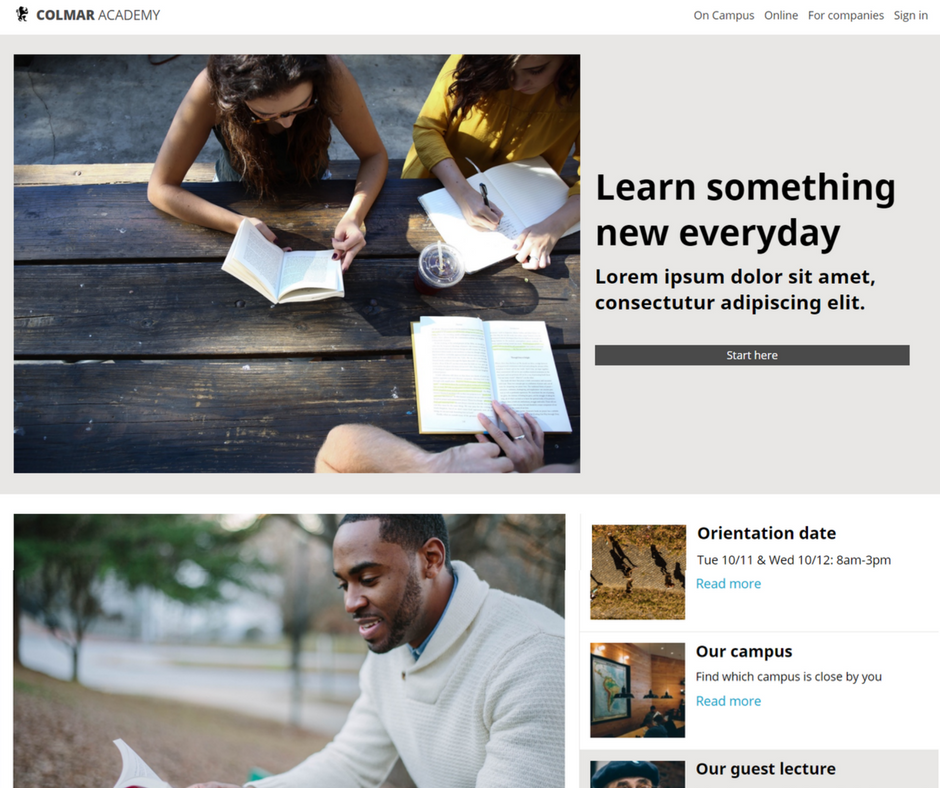 COLMAR ACADEMY
On Campus Online For companies Sign in
Learn something
new everyday
Lorem ipsum dolor sit amet,
consectutur adipiscing elit.
Start here
Orientation date
Tue 10/11 & Wed 10/12: 8am-3pm
Read more
Our campus
Find which campus is close by you
Read more
Our guest lecture